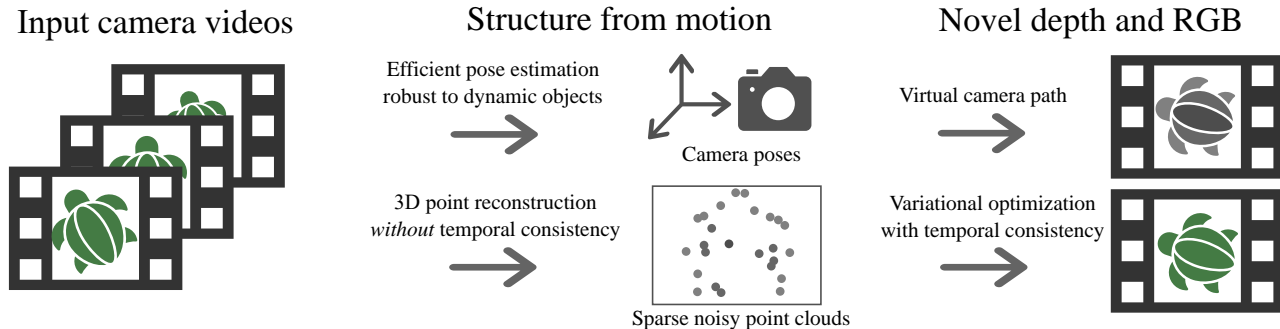 Input camera videos
Structure from motion
Novel depth and RGB
Efficient pose estimation
robust to dynamic objects
Camera poses
Virtual camera path
3D point reconstruction
without temporal consistency
Sparse noisy point clouds
Variational optimization
with temporal consistency